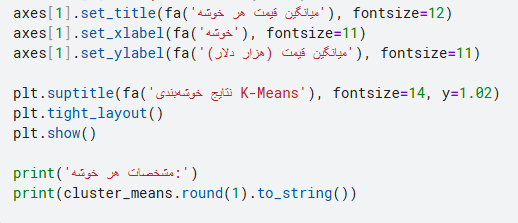 axes[1].set_title(fa('میانگین قیمت هر خوشه'), fontsize=12)
axes[1].set_xlabel(fa('خوشه'), fontsize=11)
axes[1].set_ylabel(fa('میانگین قیمت (هزار دلار)'), fontsize=11)
plt.suptitle(fa('نتایج خوشه‌بندی K-Means'), fontsize=14, y=1.02)
plt.tight_layout()
plt.show()
print('مشخصات هر خوشه:')
print(cluster_means.round(1).to_string())